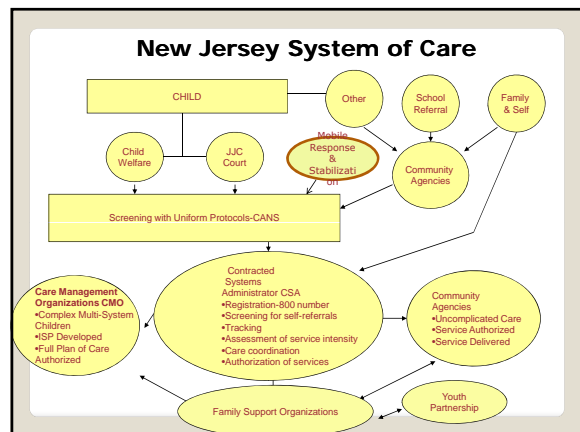 New Jersey System of Care
CHILD
Other
School
Referral
Family
& Self
Child
Welfare
JJC
Court
Mobile
Response
&
Stabilizati
on
Community
Agencies
Screening with Uniform Protocols-CANS
Contracted
Systems
Administrator CSA
•Registration-800 number
•Screening for self-referrals
•Tracking
•Assessment of service intensity
•Care coordination
•Authorization of services
Care Management
Organizations CMO
•Complex Multi-System
Children
•ISP Developed
•Full Plan of Care
Authorized
Community
Agencies
•Uncomplicated Care
•Service Authorized
•Service Delivered
Family Support Organizations
Youth
Partnership